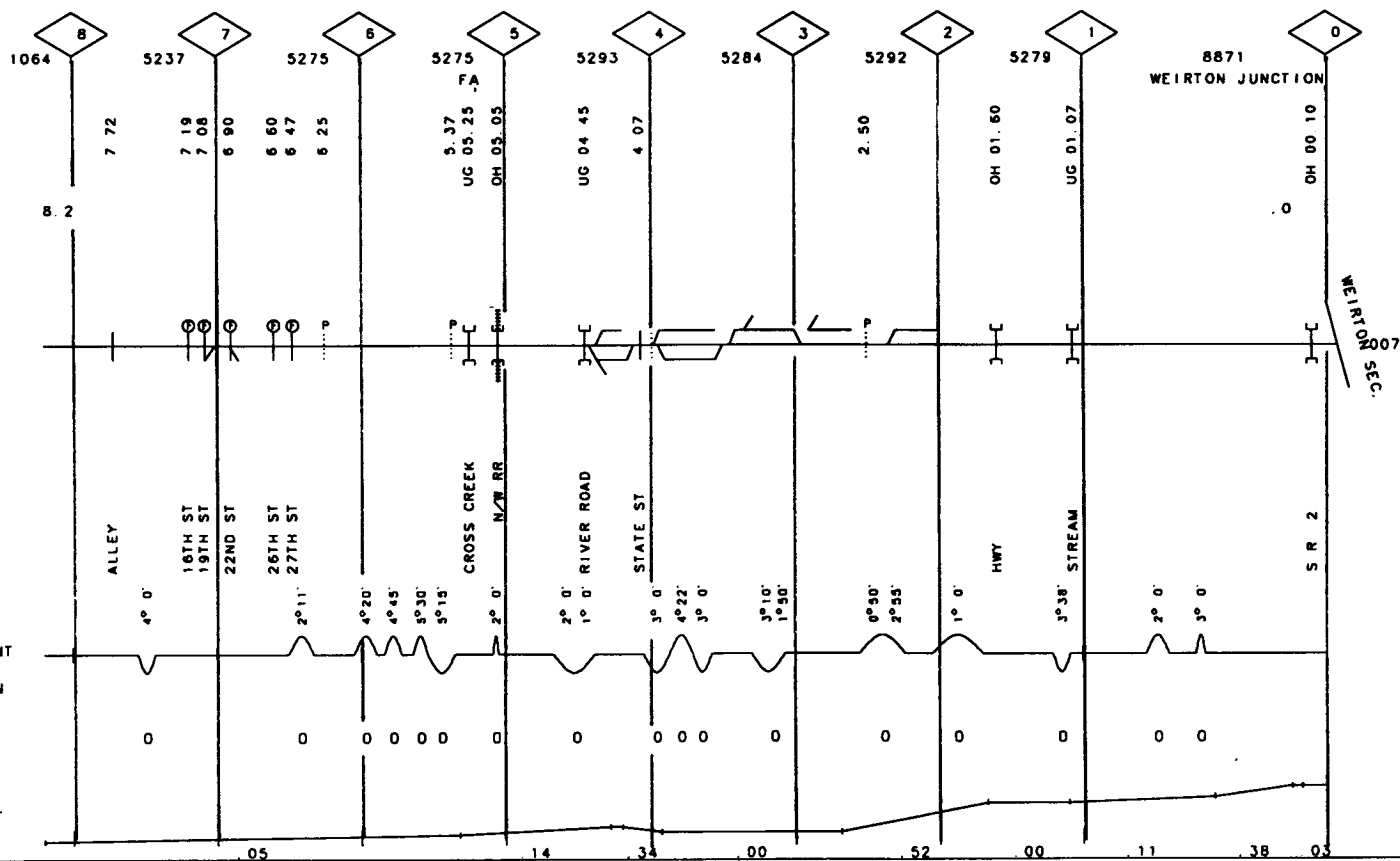 8 7 6 5 4 3 2 1 0
1064 5237 5275 5275 5293 5284 5292 5279 8871
FA
WEIRTON JUNCTION
7 72
7 19
7 08
6 90
6 60
6 47
6 25
5.37
UG 05.25
OH 05.05
UG 04 45
4 07
2.50
OH 01.60
UG 01.07
OH 00 10
8.2
.0
P P P
WEIRTON SEC.
007
ALLEY
16TH ST
19TH ST
22ND ST
26TH ST
27TH ST
CROSS CREEK
N/W RR
RIVER ROAD
STATE ST
HWY
STREAM
S R 2
4° 0'
2° 11'
4° 20'
4° 45'
5° 30'
5° 15'
2° 0'
2° 0'
1° 0'
3° 0'
4° 22'
3° 0'
3° 10'
1° 50'
0° 50'
2° 55'
1° 0'
3° 38'
2° 0'
3° 0'
0 0 0 0 0 0 0 0 0 0 0 0 0 0 0 0 0
.05 .14 .34 .00 .52 .00 .11 .38 .03